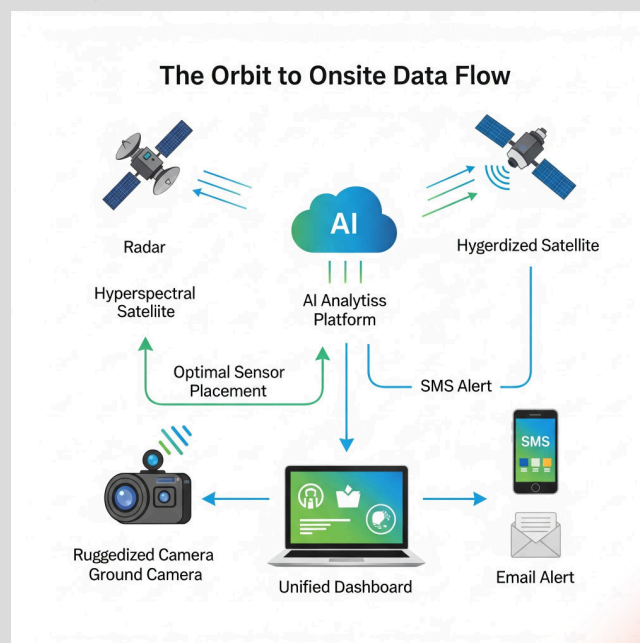 The Orbit to Onsite Data Flow
AI
Radar
Hygerdized Satellite
Hyperspectral
Sateliite
AI Analytiss
Platform
Optimal Sensor
Placement
SMS Alert
SMS
Ruggedized Camera
Ground Camera
Unified Dashboard
Email Alert